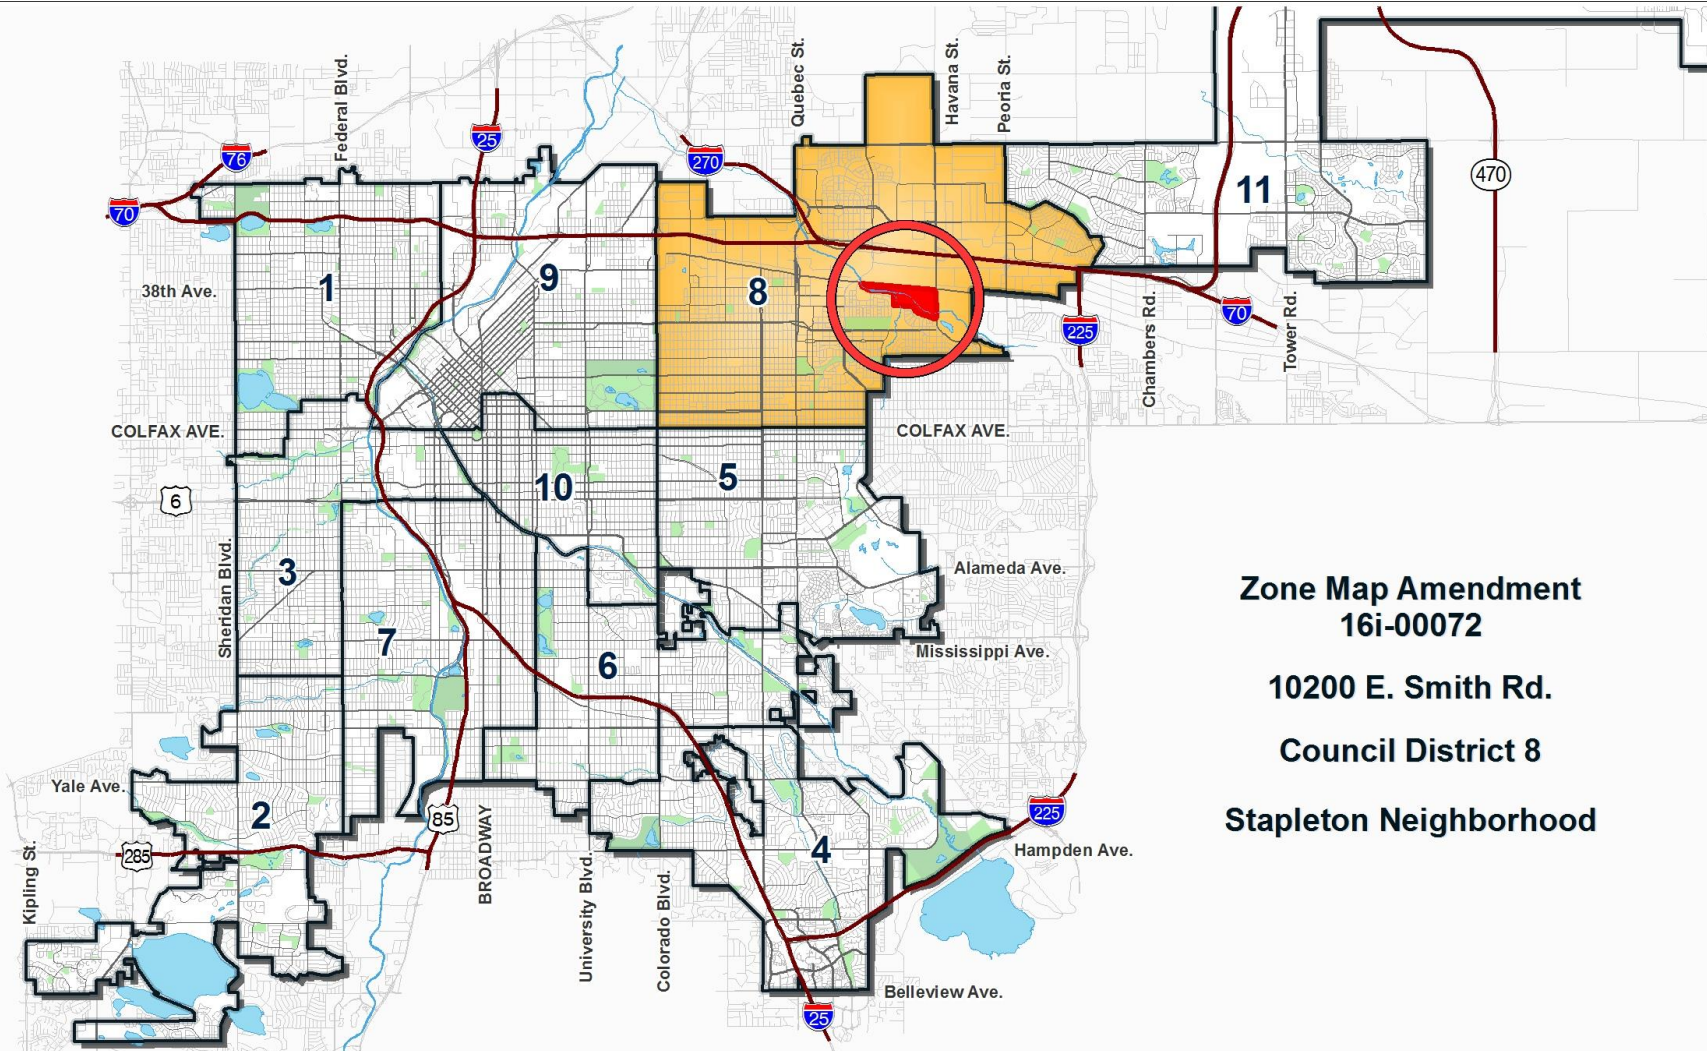 Federal Blvd.
Quebec St.
Havana St.
Peoria St.
76
25
270
70
470
11
1
9
8
38th Ave.
70
225
Chambers Rd.
Tower Rd.
COLFAX AVE.
COLFAX AVE.
6
10
5
Sheridan Blvd.
3
Alameda Ave.
7
6
Mississippi Ave.
Zone Map Amendment
16i-00072
10200 E. Smith Rd.
Council District 8
Stapleton Neighborhood
Yale Ave.
2
85
BROADWAY
225
285
4
Hampden Ave.
Kipling St.
University Blvd.
Colorado Blvd.
Belleview Ave.
25